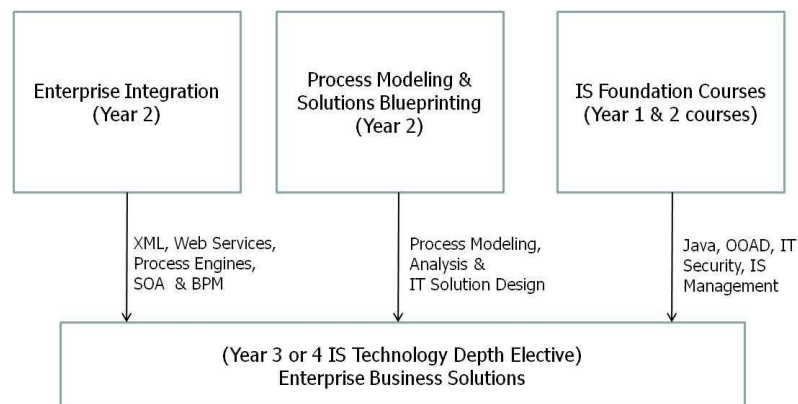 Enterprise Integration
(Year 2)
Process Modeling &
Solutions Blueprinting
(Year 2)
IS Foundation Courses
(Year 1 & 2 courses)
XML, Web Services,
Process Engines,
SOA & BPM
Process Modeling,
Analysis &
IT Solution Design
Java, OOAD, IT
Security, IS
Management
(Year 3 or 4 IS Technology Depth Elective)
Enterprise Business Solutions